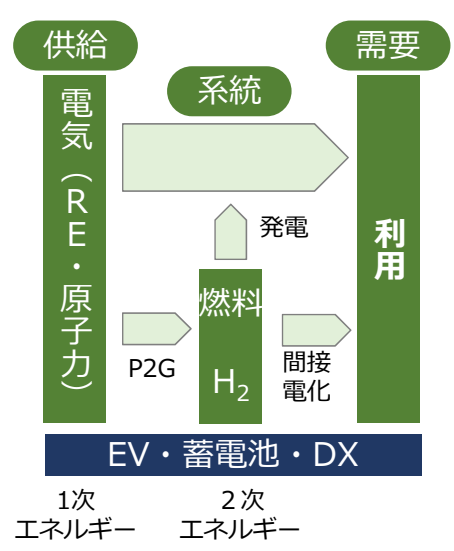 供給
需要
系統
電気（RE・原子力）
発電
利用
燃料
H₂
P2G
間接
電化
EV・蓄電池・DX
1次
エネルギー
２次
エネルギー